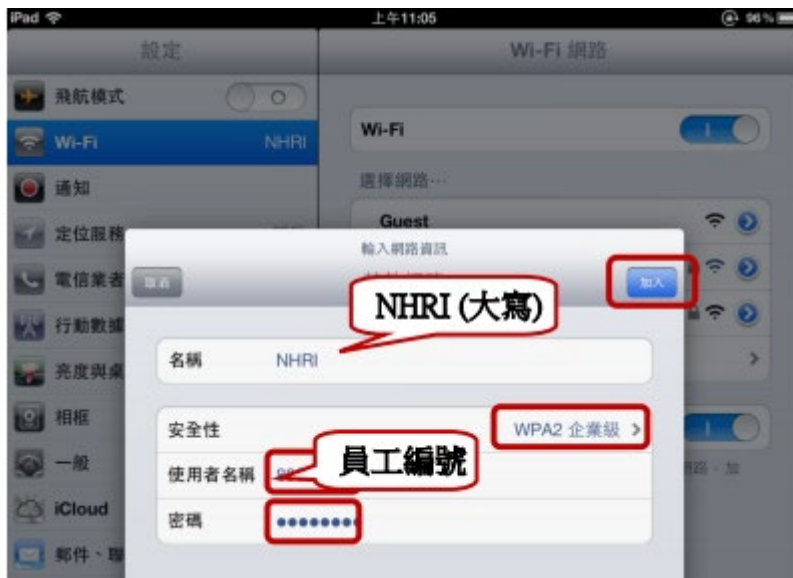 iPad 上午11:05 96%
設定 Wi-Fi 網路
飛航模式
Wi-Fi NHRI
Wi-Fi
通知
選擇網路…
定位服務
Guest
輸入網路資訊
電信業者
取消
加入
NHRI (大寫)
行動數據
名稱 NHRI
亮度與桌
相框
安全性 WPA2 企業級
一般
使用者名稱
員工編號
iCloud
密碼 ••••••••
郵件、聯